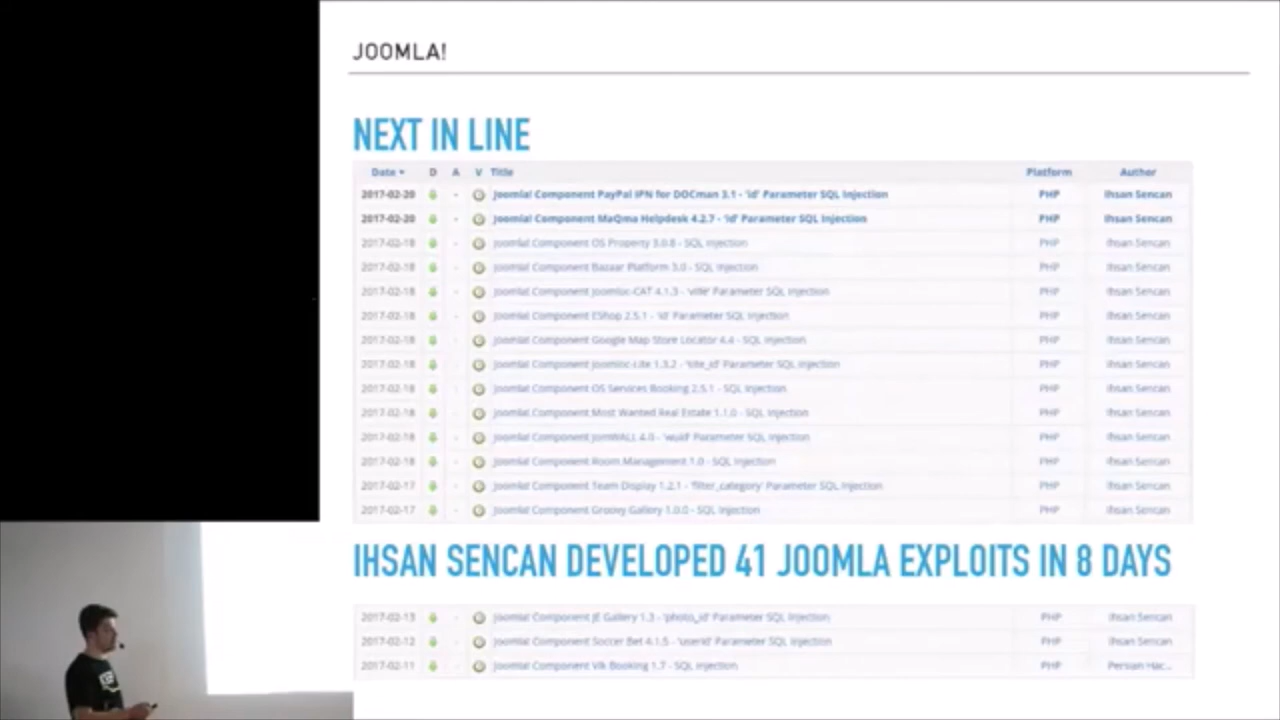 JOOMLA!
NEXT IN LINE
Date D A V Title Platform Author
2017-02-20 - Joomla! Component PayPal IPN for DOCman 3.1 - 'id' Parameter SQL Injection PHP Ihsan Sencan
2017-02-20 - Joomla! Component MaQma Helpdesk 4.2.7 - 'id' Parameter SQL Injection PHP Ihsan Sencan
2017-02-18 - Joomla! Component OS Property 3.0.8 - SQL Injection PHP Ihsan Sencan
2017-02-18 - Joomla! Component Bazaar Platform 3.0 - SQL Injection PHP Ihsan Sencan
2017-02-18 - Joomla! Component Joomloc-CAT 4.1.3 - 'ville' Parameter SQL Injection PHP Ihsan Sencan
2017-02-18 - Joomla! Component EShop 2.5.1 - 'id' Parameter SQL Injection PHP Ihsan Sencan
2017-02-18 - Joomla! Component Google Map Store Locator 4.4 - SQL Injection PHP Ihsan Sencan
2017-02-18 - Joomla! Component Joomloc-Lite 1.3.2 - 'site_id' Parameter SQL Injection PHP Ihsan Sencan
2017-02-18 - Joomla! Component OS Services Booking 2.5.1 - SQL Injection PHP Ihsan Sencan
2017-02-18 - Joomla! Component Most Wanted Real Estate 1.1.0 - SQL Injection PHP Ihsan Sencan
2017-02-18 - Joomla! Component JomWALL 4.0 - 'wuid' Parameter SQL Injection PHP Ihsan Sencan
2017-02-18 - Joomla! Component Room Management 1.0 - SQL Injection PHP Ihsan Sencan
2017-02-17 - Joomla! Component Team Display 1.2.1 - 'filter_category' Parameter SQL Injection PHP Ihsan Sencan
2017-02-17 - Joomla! Component Groovy Gallery 1.0.0 - SQL Injection PHP Ihsan Sencan
IHSAN SENCAN DEVELOPED 41 JOOMLA EXPLOITS IN 8 DAYS
2017-02-13 - Joomla! Component JE Gallery 1.3 - 'photo_id' Parameter SQL Injection PHP Ihsan Sencan
2017-02-12 - Joomla! Component Soccer Bet 4.1.5 - 'userid' Parameter SQL Injection PHP Ihsan Sencan
2017-02-11 - Joomla! Component Vik Booking 1.7 - SQL Injection PHP Persian Hac...